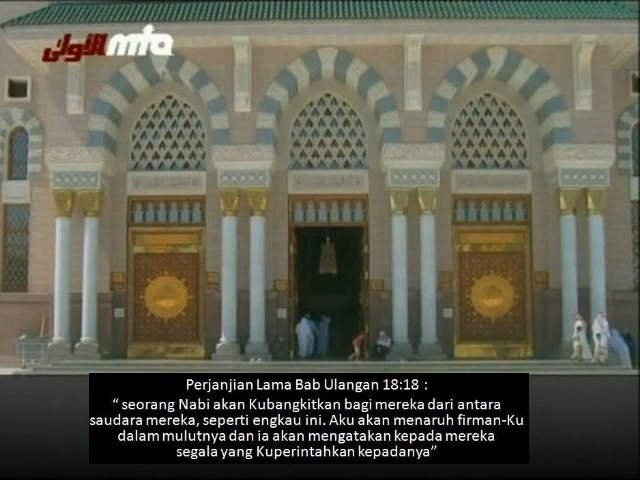 الأولى mta
Perjanjian Lama Bab Ulangan 18:18 :
“ seorang Nabi akan Kubangkitkan bagi mereka dari antara
saudara mereka, seperti engkau ini. Aku akan menaruh firman-Ku
dalam mulutnya dan ia akan mengatakan kepada mereka
segala yang Kuperintahkan kepadanya”